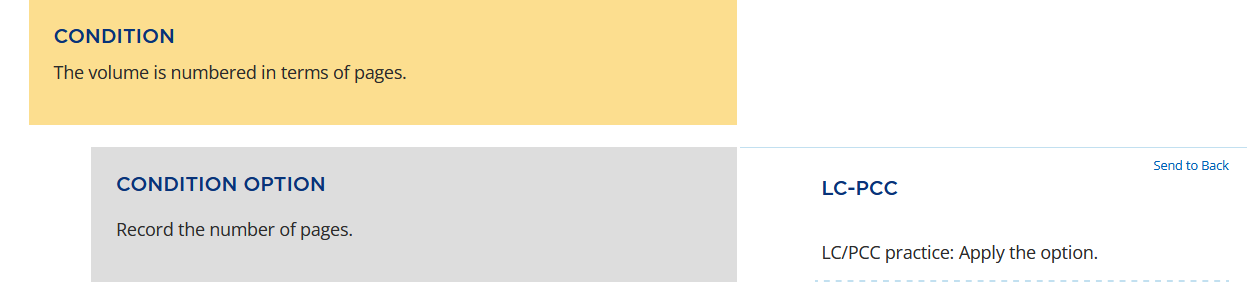 CONDITION
The volume is numbered in terms of pages.
CONDITION OPTION
Record the number of pages.
Send to Back
LC-PCC
LC/PCC practice: Apply the option.